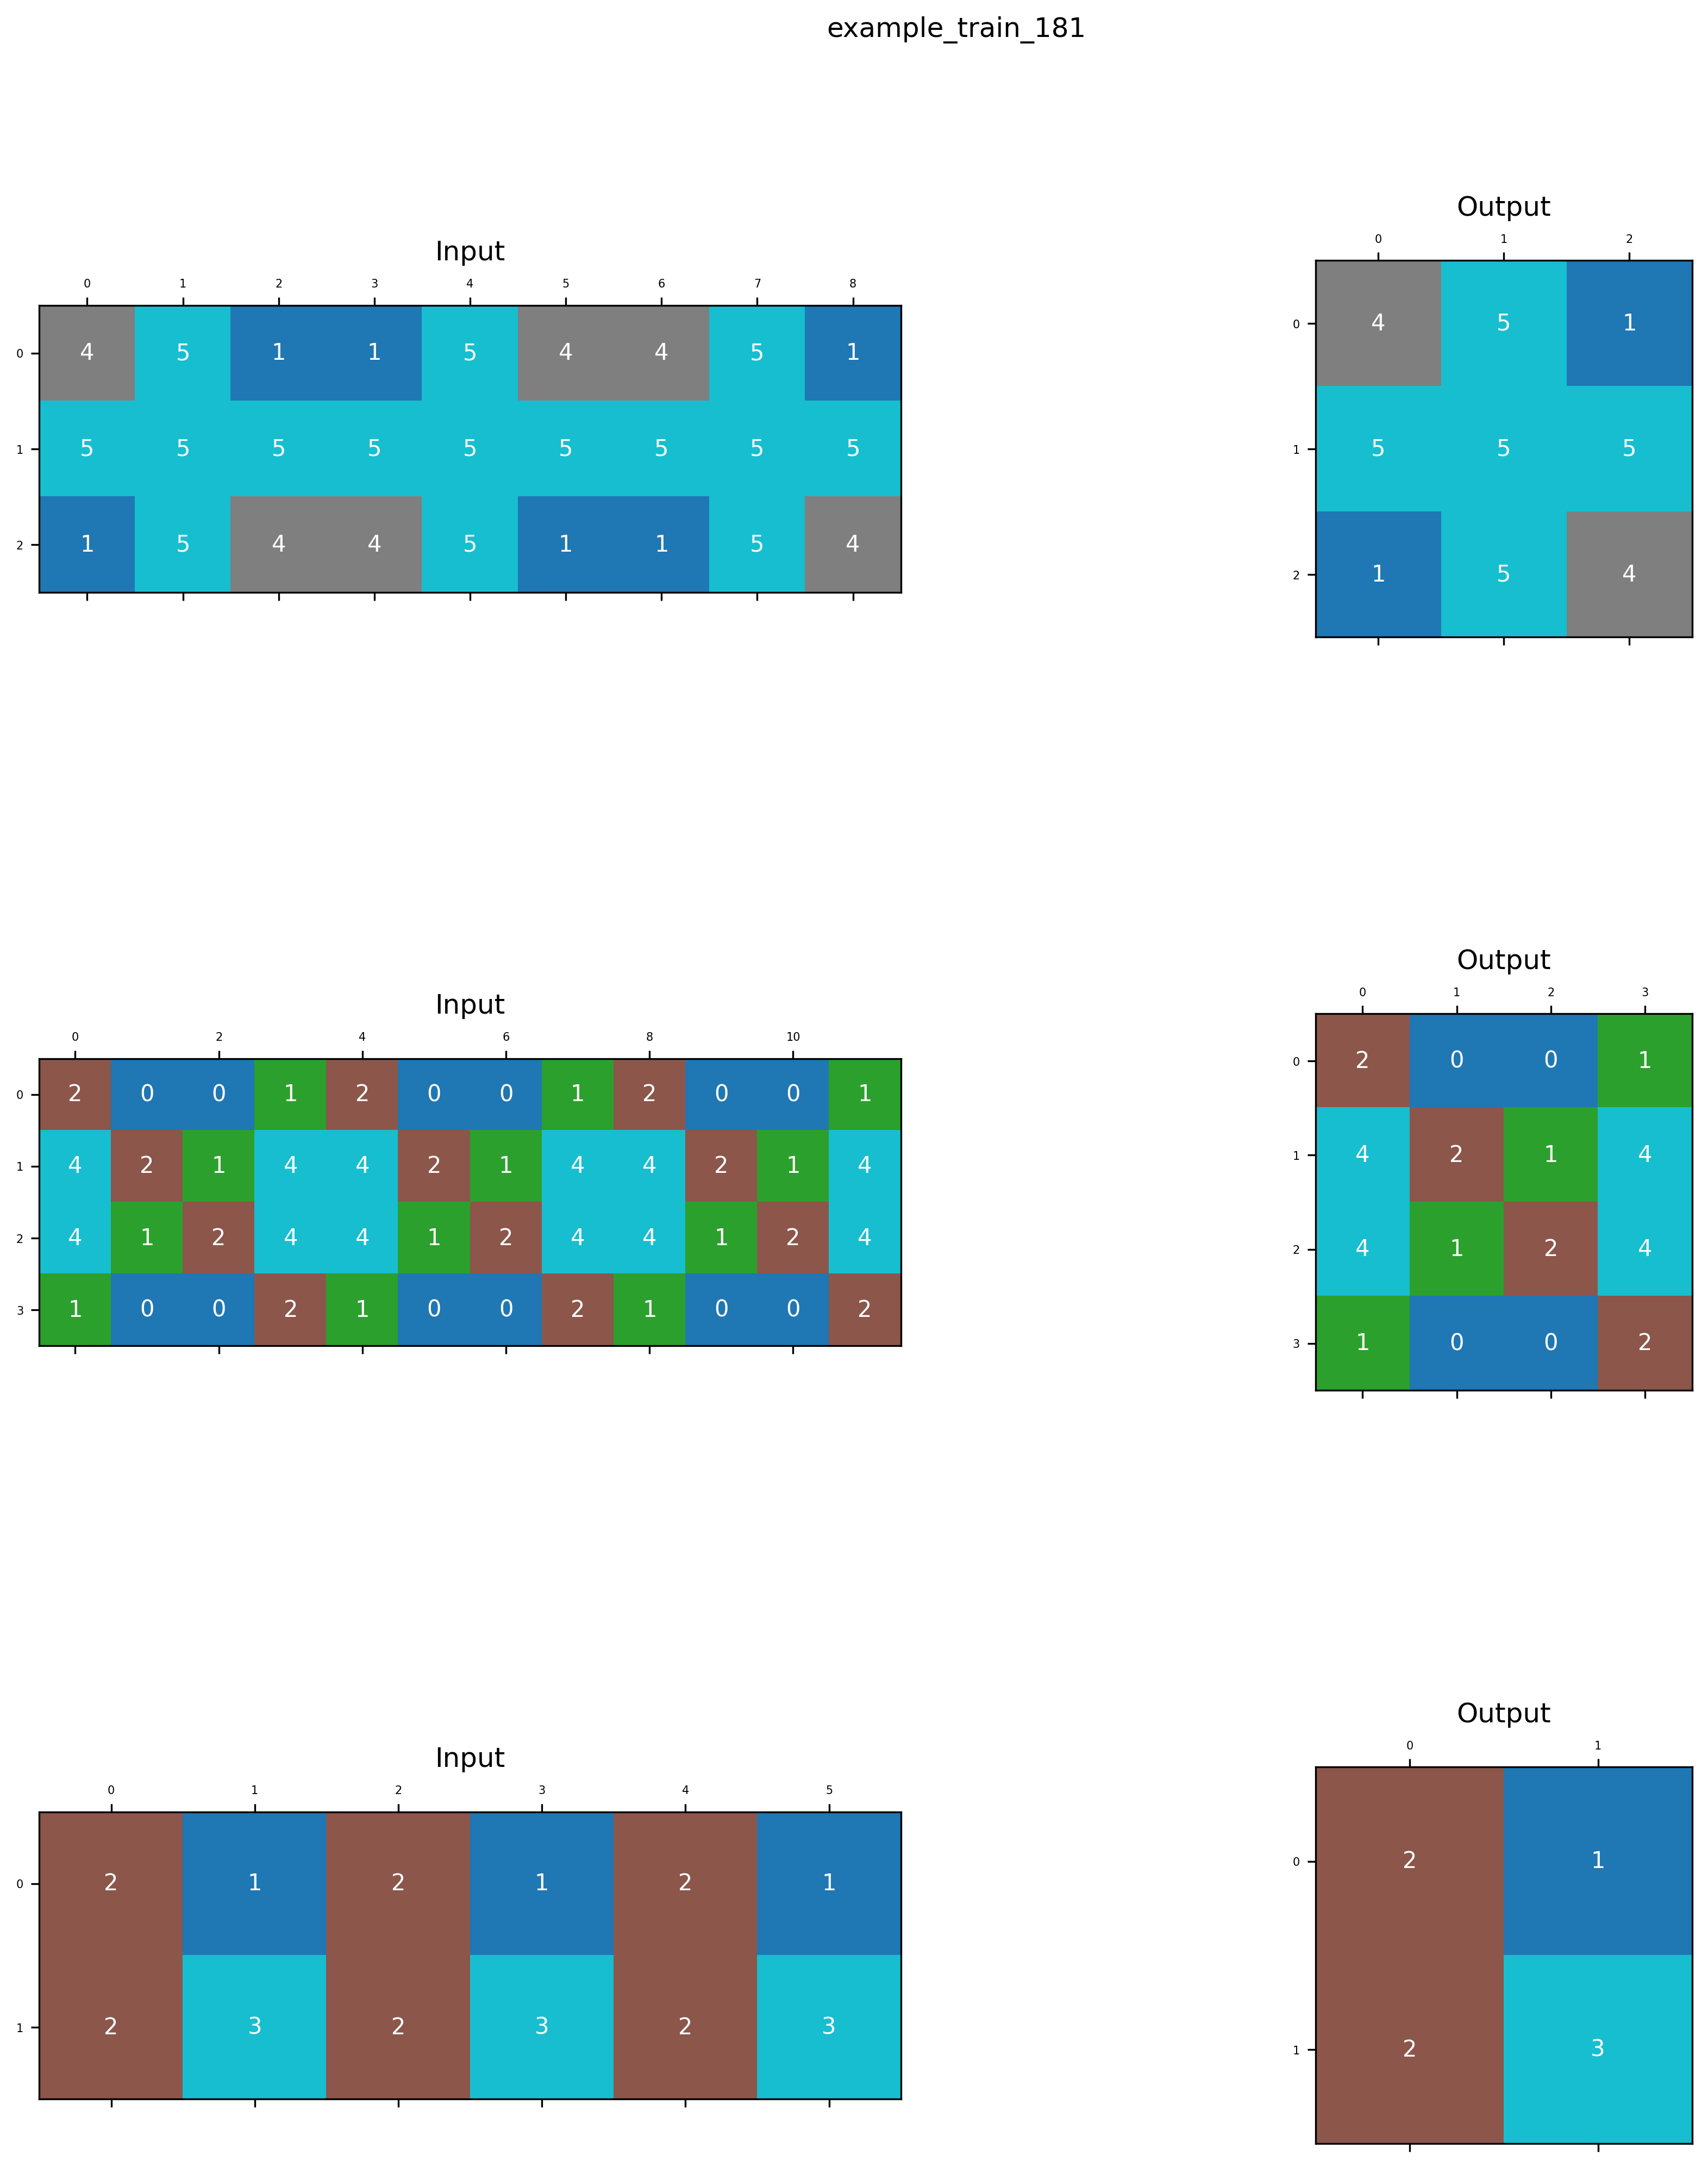 example_train_181
Input
0 1 2 3 4 5 6 7 8
0 4 5 1 1 5 4 4 5 1
1 5 5 5 5 5 5 5 5 5
2 1 5 4 4 5 1 1 5 4
Output
0 1 2
0 4 5 1
1 5 5 5
2 1 5 4
Input
0 2 4 6 8 10
0 2 0 0 1 2 0 0 1 2 0 0 1
1 4 2 1 4 4 2 1 4 4 2 1 4
2 4 1 2 4 4 1 2 4 4 1 2 4
3 1 0 0 2 1 0 0 2 1 0 0 2
Output
0 1 2 3
0 2 0 0 1
1 4 2 1 4
2 4 1 2 4
3 1 0 0 2
Input
0 1 2 3 4 5
0 2 1 2 1 2 1
1 2 3 2 3 2 3
Output
0 1
0 2 1
1 2 3